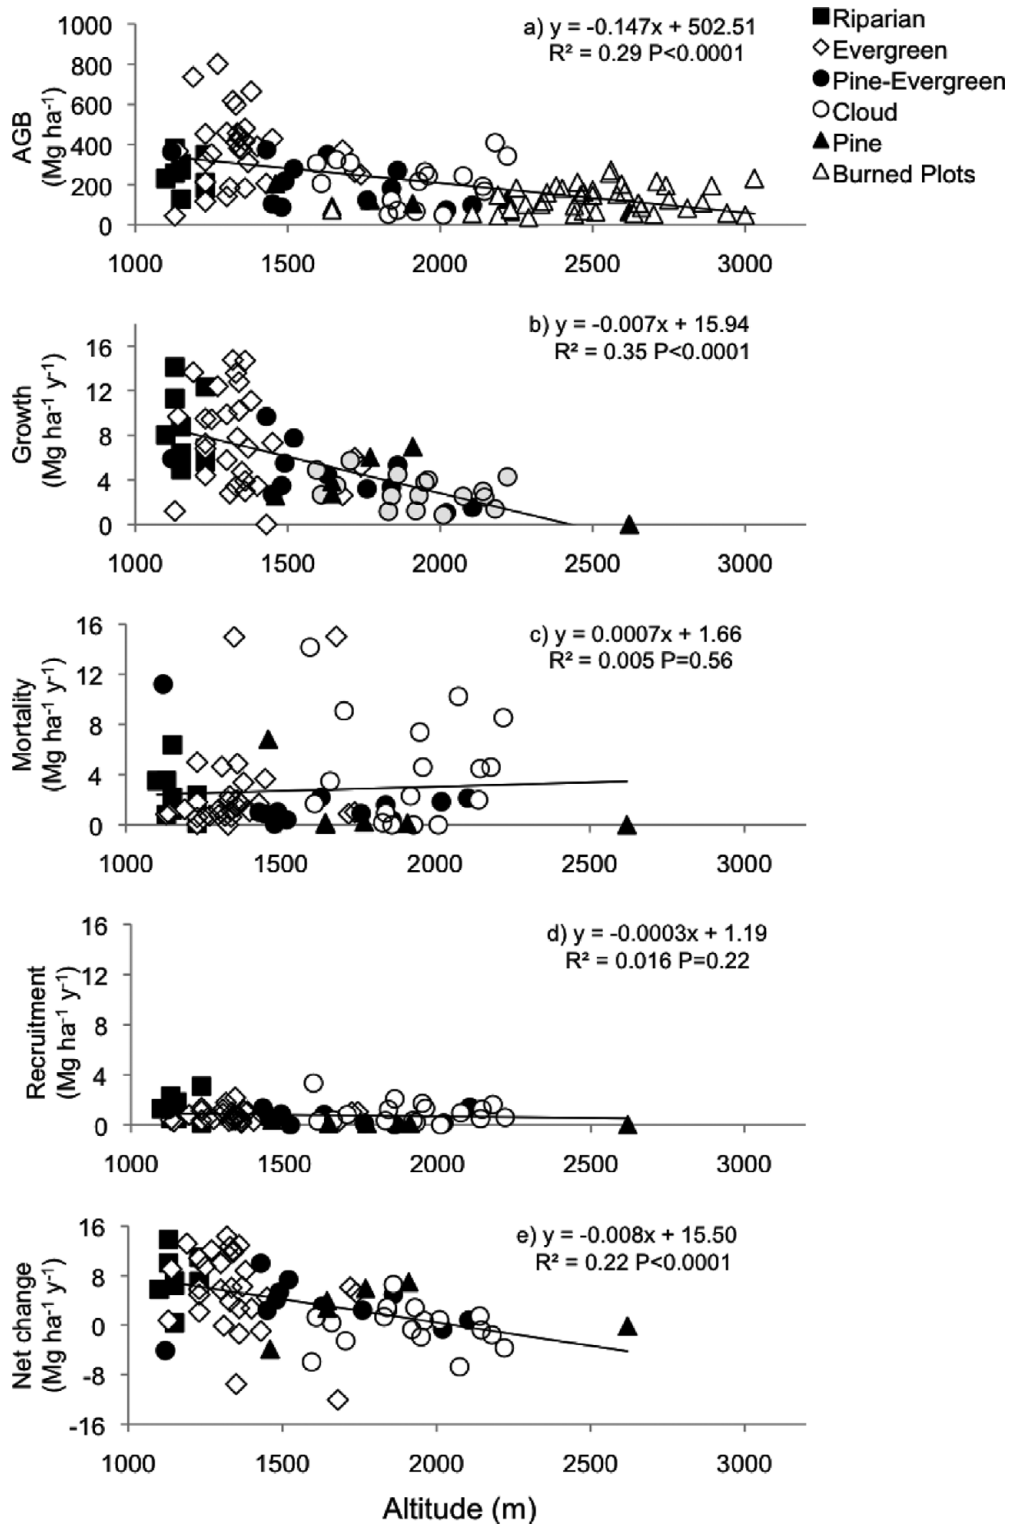 a) y = -0.147x + 502.51
R² = 0.29 P<0.0001
Riparian
Evergreen
Pine-Evergreen
Cloud
Pine
Burned Plots
AGB
(Mg ha⁻¹)
1000
800
600
400
200
0
1000 1500 2000 2500 3000
b) y = -0.007x + 15.94
R² = 0.35 P<0.0001
Growth
(Mg ha⁻¹ y⁻¹)
16
12
8
4
0
1000 1500 2000 2500 3000
c) y = 0.0007x + 1.66
R² = 0.005 P=0.56
Mortality
(Mg ha⁻¹ y⁻¹)
16
12
8
4
0
1000 1500 2000 2500 3000
d) y = -0.0003x + 1.19
R² = 0.016 P=0.22
Recruitment
(Mg ha⁻¹ y⁻¹)
16
12
8
4
0
1000 1500 2000 2500 3000
e) y = -0.008x + 15.50
R² = 0.22 P<0.0001
Net change
(Mg ha⁻¹ y⁻¹)
16
8
0
-8
-16
1000 1500 2000 2500 3000
Altitude (m)